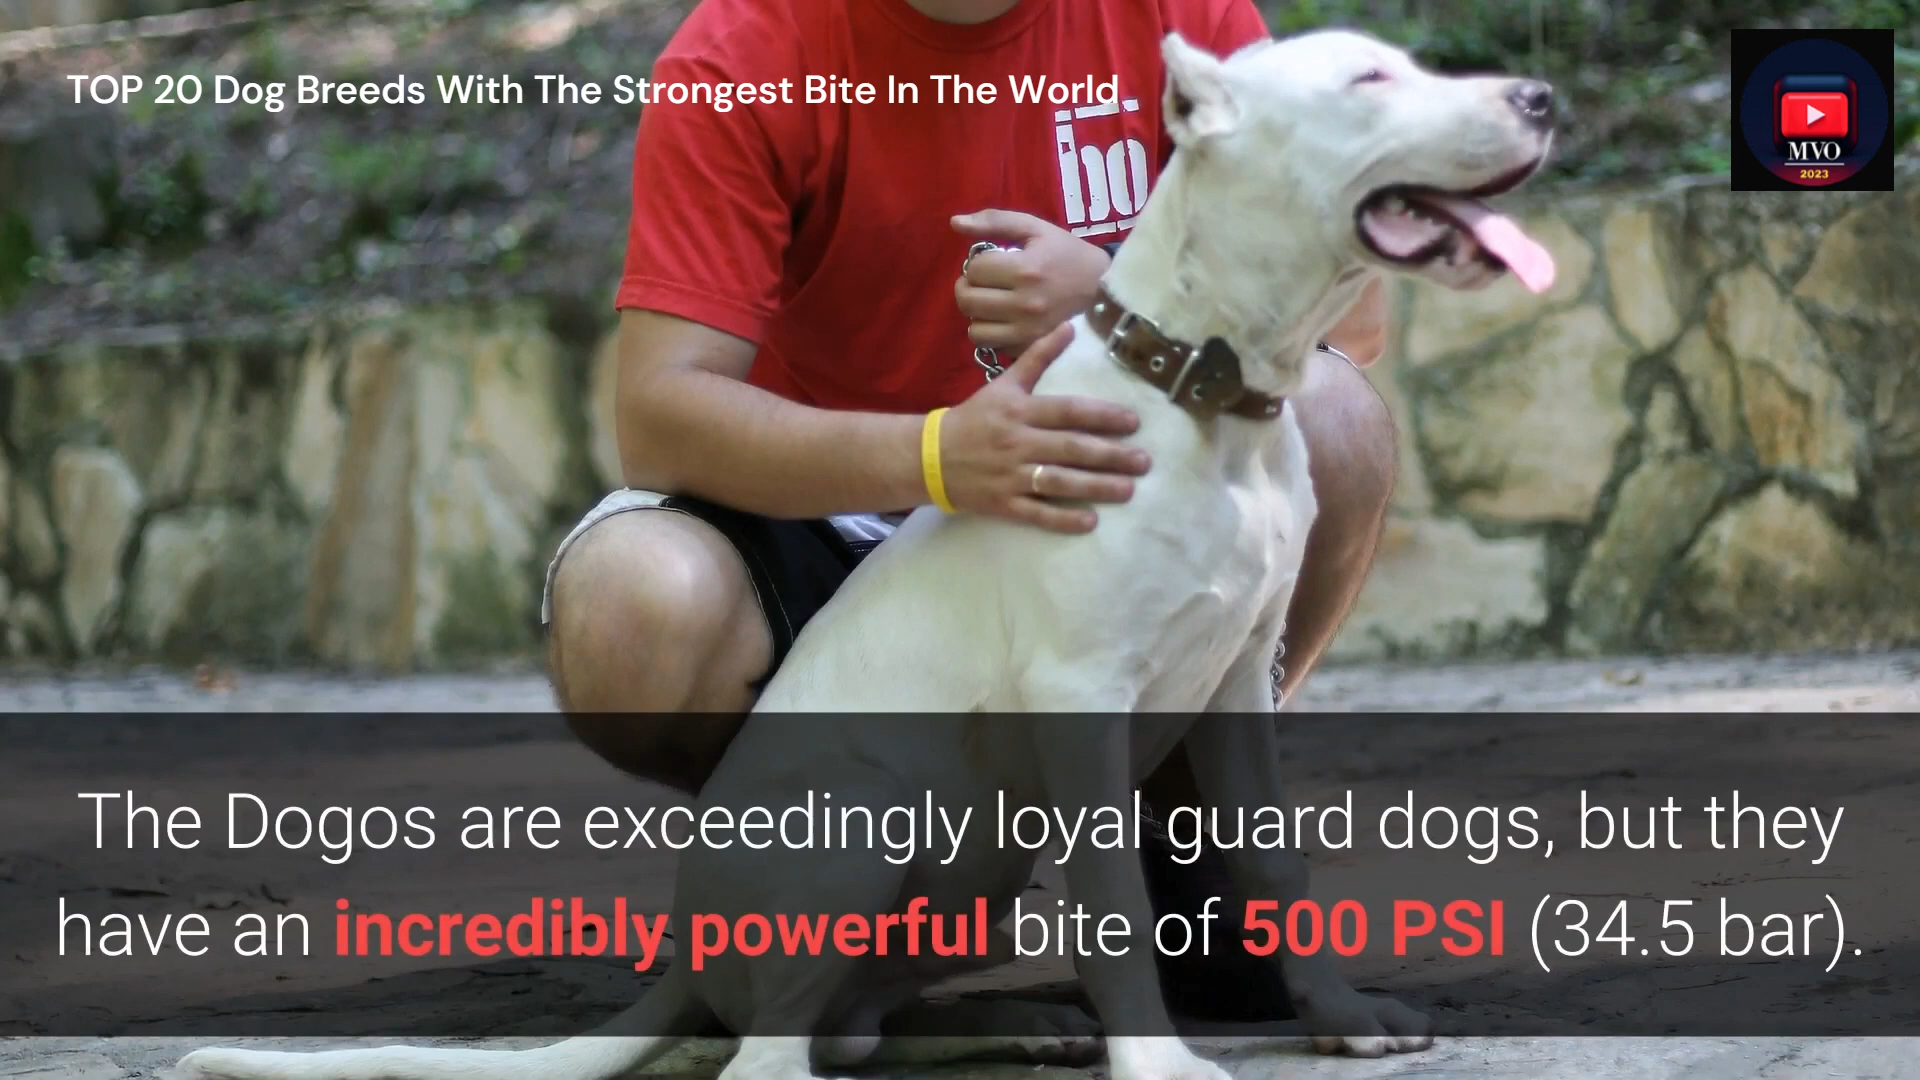 TOP 20 Dog Breeds With The Strongest Bite In The World
bo
MVO
2023
The Dogos are exceedingly loyal guard dogs, but they
have an incredibly powerful bite of 500 PSI (34.5 bar).